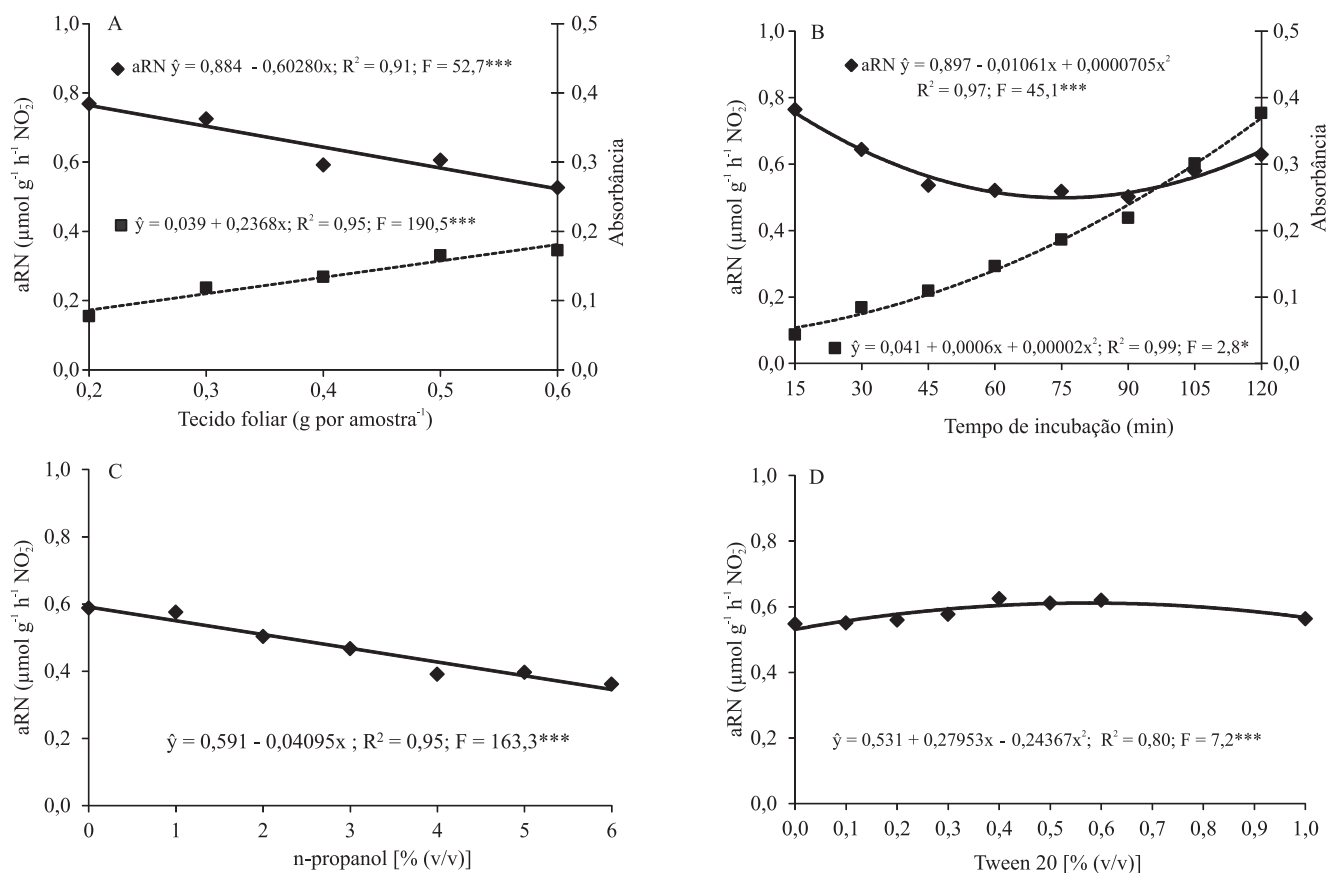 A
1,0
0,8
0,6
0,4
0,2
0,0
aRN (µmol g⁻¹ h⁻¹ NO₂⁻)
aRN ŷ = 0,884 - 0,60280x; R² = 0,91; F = 52,7***
ŷ = 0,039 + 0,2368x; R² = 0,95; F = 190,5***
0,5
0,4
0,3
0,2
0,1
0,0
Absorbância
0,2 0,3 0,4 0,5 0,6
Tecido foliar (g por amostra⁻¹)
B
1,0
0,8
0,6
0,4
0,2
0,0
aRN (µmol g⁻¹ h⁻¹ NO₂⁻)
aRN ŷ = 0,897 - 0,01061x + 0,0000705x²
R² = 0,97; F = 45,1***
ŷ = 0,041 + 0,0006x + 0,00002x²; R² = 0,99; F = 2,8*
0,5
0,4
0,3
0,2
0,1
0,0
Absorbância
15 30 45 60 75 90 105 120
Tempo de incubação (min)
C
1,0
0,8
0,6
0,4
0,2
0,0
aRN (µmol g⁻¹ h⁻¹ NO₂⁻)
ŷ = 0,591 - 0,04095x ; R² = 0,95; F = 163,3***
0 1 2 3 4 5 6
n-propanol [% (v/v)]
D
1,0
0,8
0,6
0,4
0,2
0,0
aRN (µmol g⁻¹ h⁻¹ NO₂⁻)
ŷ = 0,531 + 0,27953x - 0,24367x²; R² = 0,80; F = 7,2***
0,0 0,1 0,2 0,3 0,4 0,5 0,6 0,7 0,8 0,9 1,0
Tween 20 [% (v/v)]